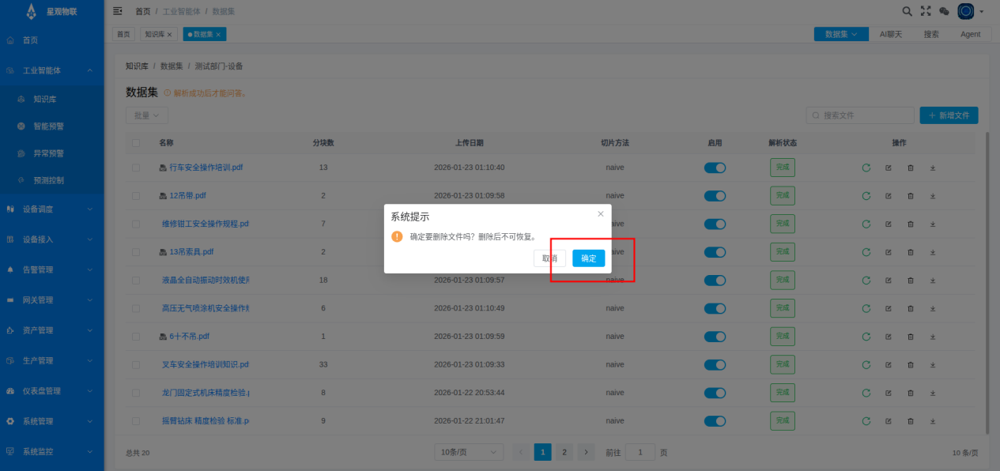 星观物联
首页 / 工业智能体 / 数据集
首页
知识库 ×
数据集 ×
数据集
AI聊天
搜索
Agent
首页
工业智能体
知识库
智能预警
异常预警
预测控制
设备调度
设备接入
告警管理
网关管理
资产管理
生产管理
仪表盘管理
系统管理
系统监控
知识库 / 数据集 / 测试部门-设备
数据集 解析成功后才能问答。
批量
搜索文件
+ 新增文件
名称 分块数 上传日期 切片方法 启用 解析状态 操作
行车安全操作培训.pdf 13 2026-01-23 01:10:40 naive 完成
12吊带.pdf 2 2026-01-23 01:09:58 naive 完成
维修钳工安全操作规程.pd 7 aive 完成
13吊索具.pdf 2 aive 完成
液晶全自动振动时效机使用 18 2026-01-23 01:09:57 naive 完成
高压无气喷涂机安全操作规 6 2026-01-23 01:10:49 naive 完成
6十不吊.pdf 1 2026-01-23 01:09:59 naive 完成
叉车安全操作培训知识.pd 33 2026-01-23 01:09:33 naive 完成
龙门固定式机床精度检验. 8 2026-01-22 20:53:44 naive 完成
摇臂钻床 精度检验 标准.p 9 2026-01-22 21:01:47 naive 完成
系统提示
确定要删除文件吗？删除后不可恢复。
取消
确定
总共 20
10条/页
1
2
前往 1 页
10 条/页